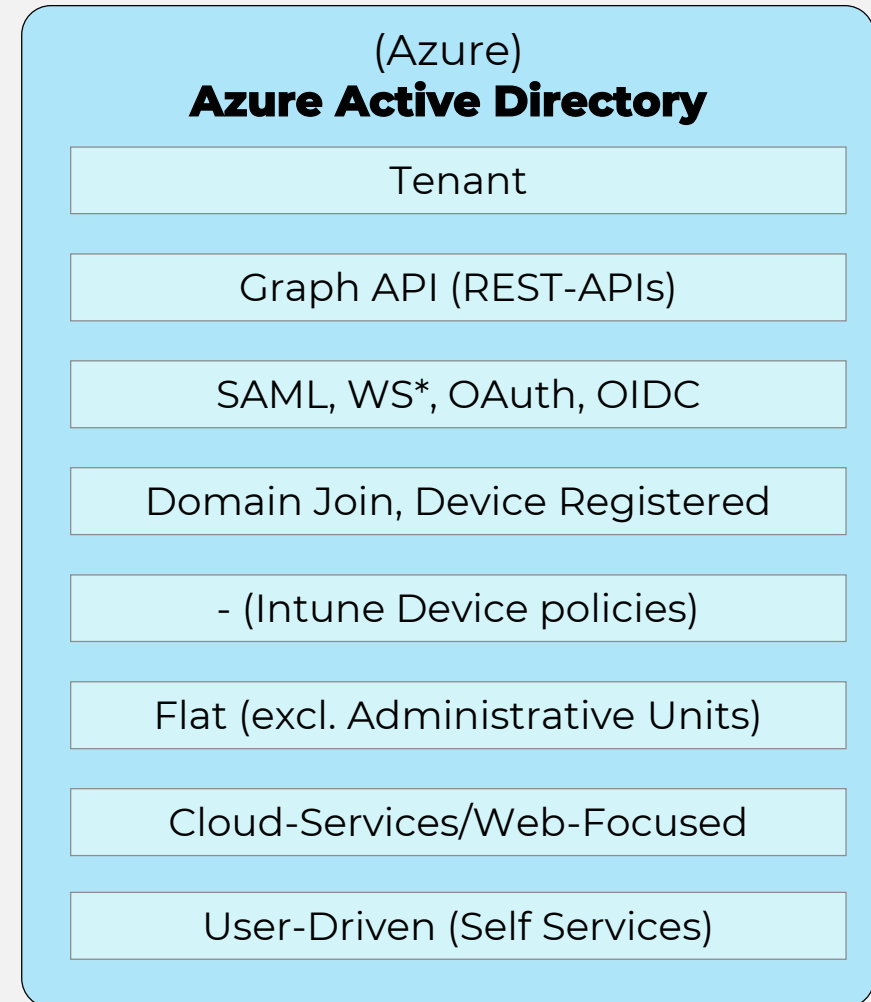 (Azure)
Azure Active Directory
Tenant
Graph API (REST-APIs)
SAML, WS*, OAuth, OIDC
Domain Join, Device Registered
- (Intune Device policies)
Flat (excl. Administrative Units)
Cloud-Services/Web-Focused
User-Driven (Self Services)